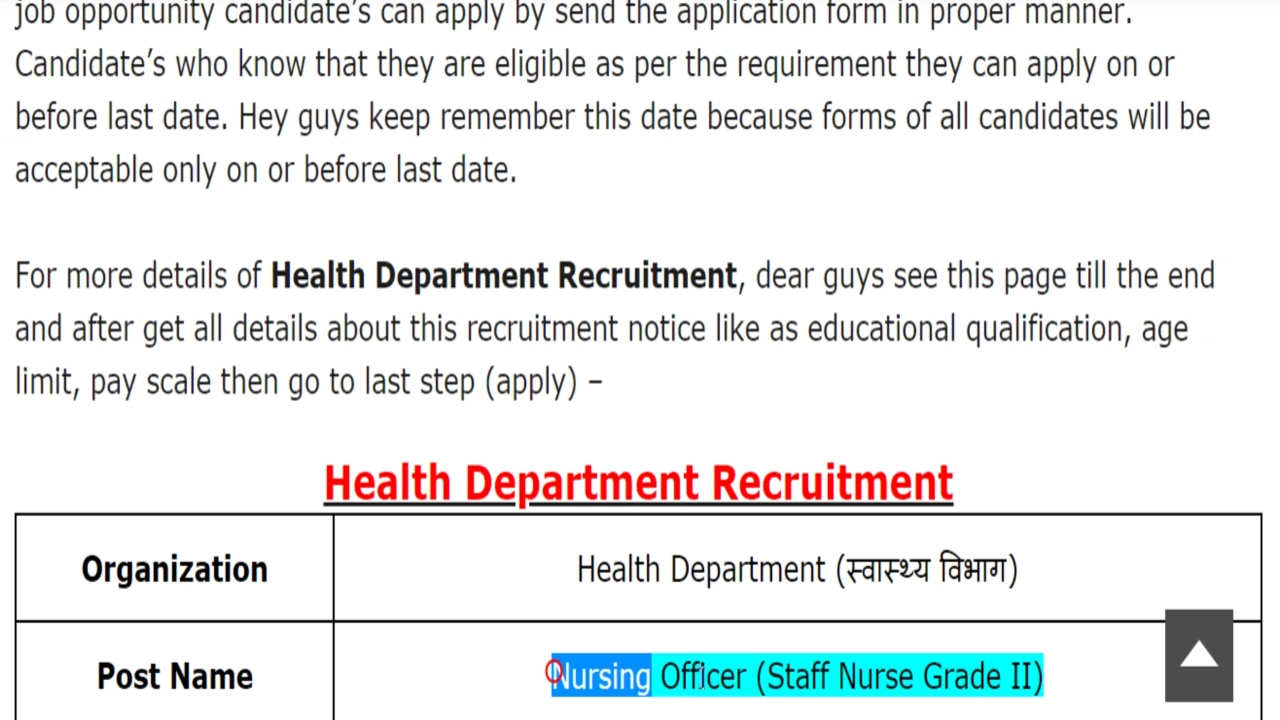 job opportunity candidate’s can apply by send the application form in proper manner.
Candidate’s who know that they are eligible as per the requirement they can apply on or
before last date. Hey guys keep remember this date because forms of all candidates will be
acceptable only on or before last date.
For more details of Health Department Recruitment, dear guys see this page till the end
and after get all details about this recruitment notice like as educational qualification, age
limit, pay scale then go to last step (apply) –
Health Department Recruitment
Organization Health Department (स्वास्थ्य विभाग)
Post Name Nursing Officer (Staff Nurse Grade II)